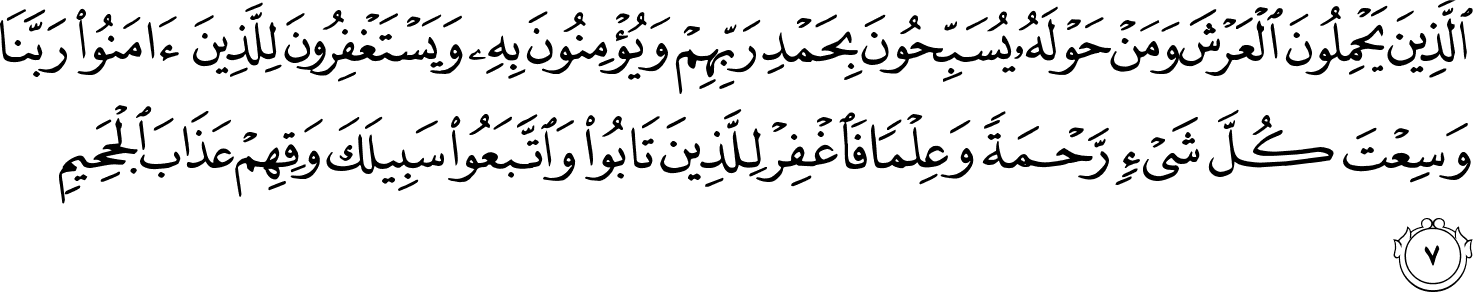 ٱلَّذِينَ يَحْمِلُونَ ٱلْعَرْشَ وَمَنْ حَوْلَهُۥ يُسَبِّحُونَ بِحَمْدِ رَبِّهِمْ وَيُؤْمِنُونَ بِهِۦ وَيَسْتَغْفِرُونَ لِلَّذِينَ ءَامَنُوا۟ رَبَّنَا
وَسِعْتَ كُلَّ شَىْءٍ رَّحْمَةً وَعِلْمًا فَٱغْفِرْ لِلَّذِينَ تَابُوا۟ وَٱتَّبَعُوا۟ سَبِيلَكَ وَقِهِمْ عَذَابَ ٱلْجَحِيمِ
٧